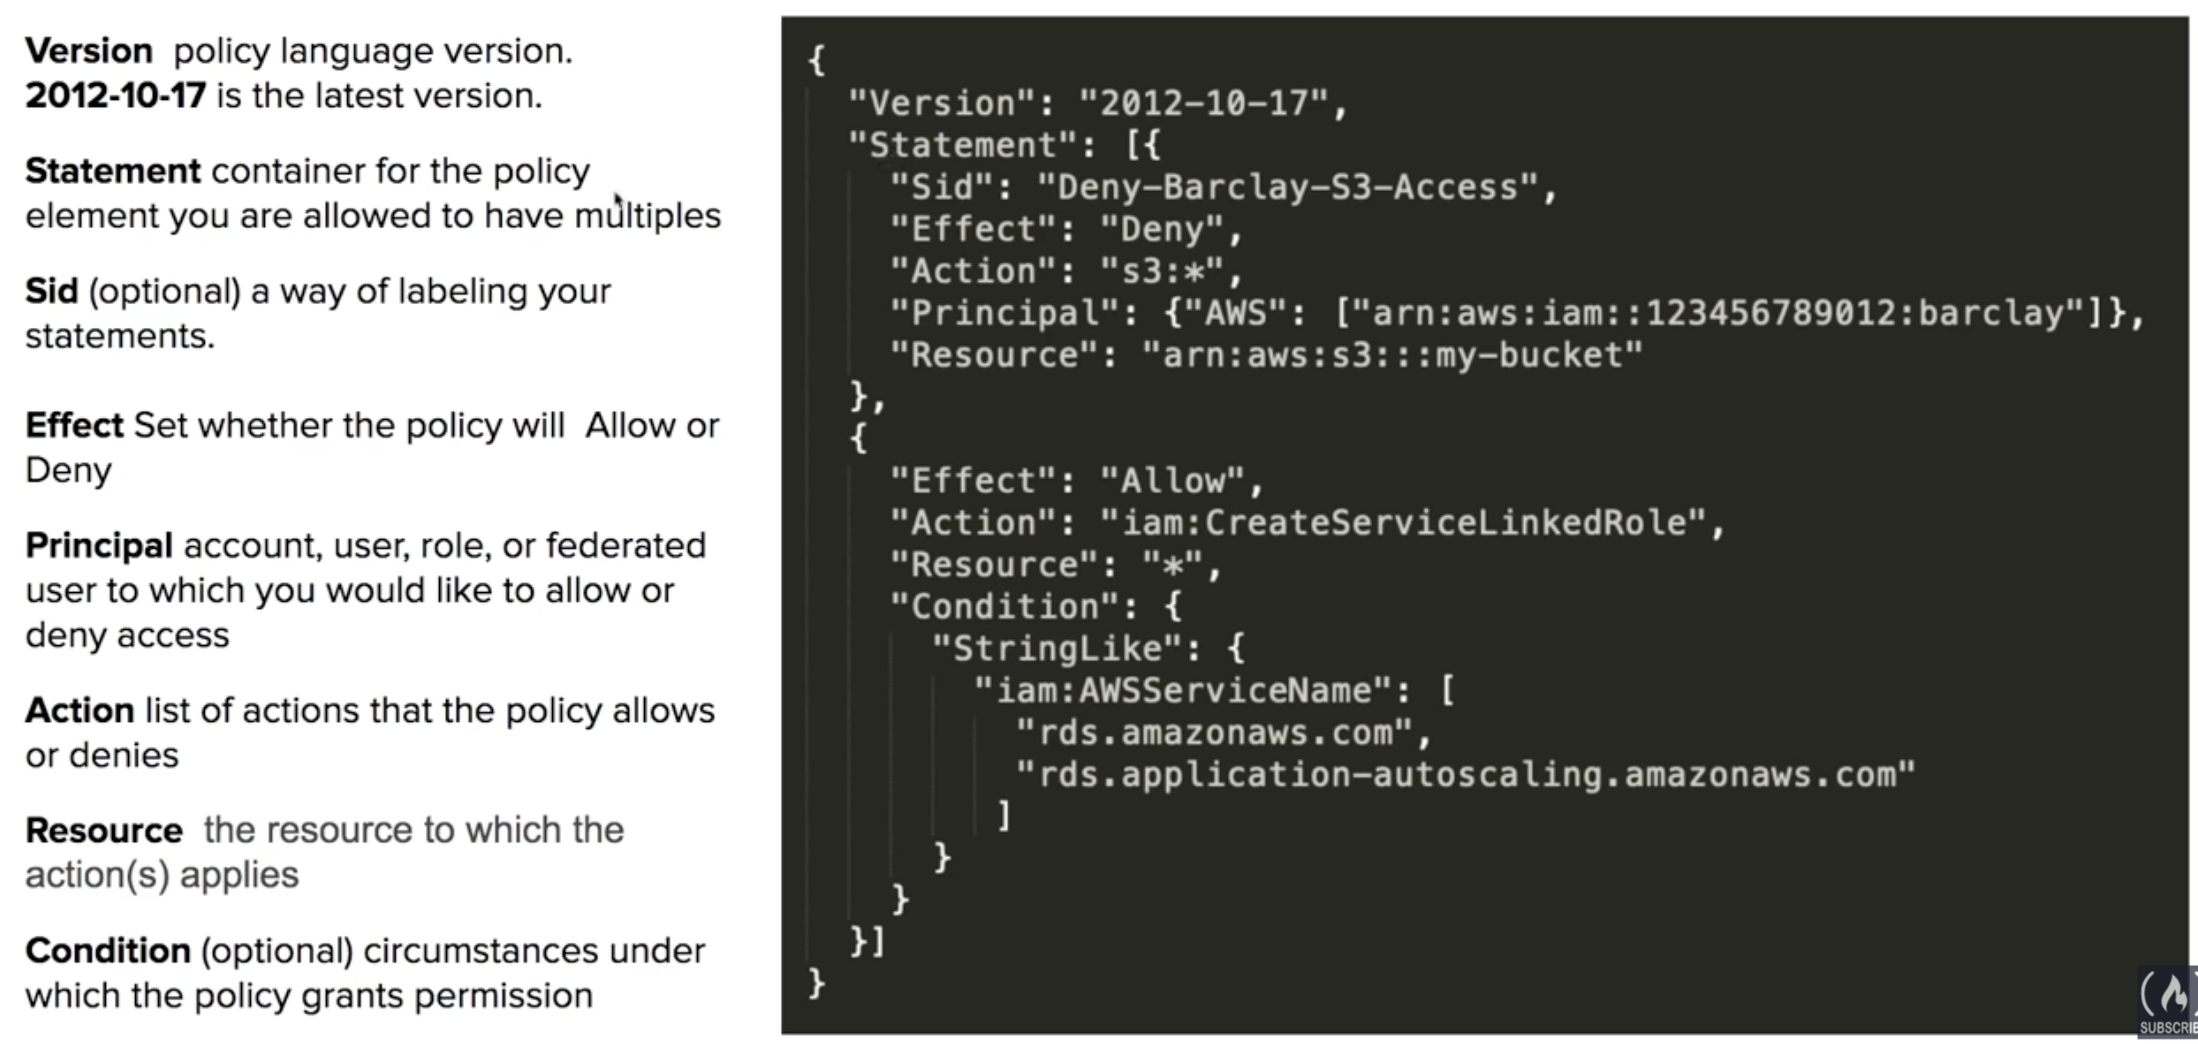 Version policy language version.
2012-10-17 is the latest version.
Statement container for the policy
element you are allowed to have multiples
Sid (optional) a way of labeling your
statements.
Effect Set whether the policy will Allow or
Deny
Principal account, user, role, or federated
user to which you would like to allow or
deny access
Action list of actions that the policy allows
or denies
Resource the resource to which the
action(s) applies
Condition (optional) circumstances under
which the policy grants permission
{
"Version": "2012-10-17",
"Statement": [{
"Sid": "Deny-Barclay-S3-Access",
"Effect": "Deny",
"Action": "s3:*",
"Principal": {"AWS": ["arn:aws:iam::123456789012:barclay"]},
"Resource": "arn:aws:s3:::my-bucket"
},
{
"Effect": "Allow",
"Action": "iam:CreateServiceLinkedRole",
"Resource": "*",
"Condition": {
"StringLike": {
"iam:AWSServiceName": [
"rds.amazonaws.com",
"rds.application-autoscaling.amazonaws.com"
]
}
}
}]
}
SUBSCRIBE